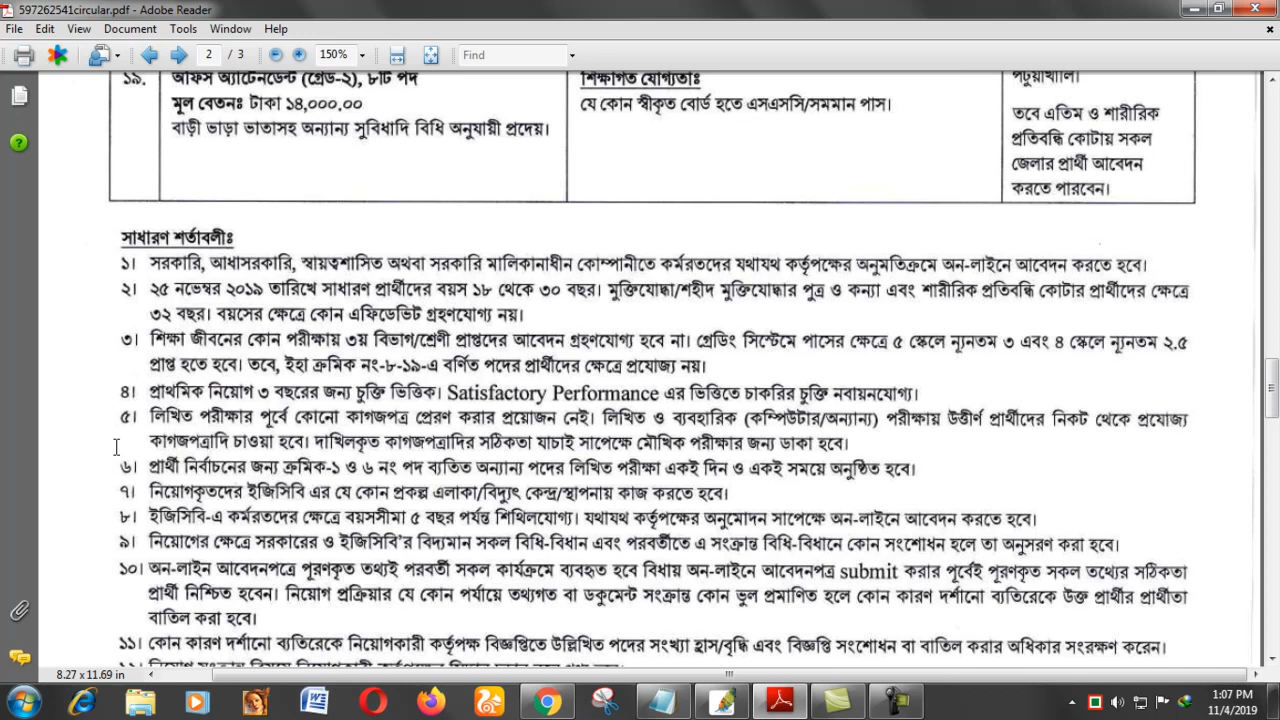 597262541circular.pdf - Adobe Reader
File Edit View Document Tools Window Help
2 / 3 150% Find
১৯. অফিস অ্যাটেনডেন্ট (গ্রেড-২), ৮টি পদ
মূল বেতনঃ টাকা ১৪,০০০.০০
বাড়ী ভাড়া ভাতাসহ অন্যান্য সুবিধাদি বিধি অনুযায়ী প্রদেয়।
শিক্ষাগত যোগ্যতাঃ
যে কোন স্বীকৃত বোর্ড হতে এসএসসি/সমমান পাস।
পটুয়াখালি।
তবে এতিম ও শারীরিক
প্রতিবন্ধি কোটায় সকল
জেলার প্রার্থী আবেদন
করতে পারবেন।
সাধারণ শর্তাবলীঃ
১। সরকারি, আধাসরকারি, স্বায়ত্বশাসিত অথবা সরকারি মালিকানাধীন কোম্পানীতে কর্মরতদের যথাযথ কর্তৃপক্ষের অনুমতিক্রমে অন-লাইনে আবেদন করতে হবে।
২। ২৫ নভেম্বর ২০১৯ তারিখে সাধারণ প্রার্থীদের বয়স ১৮ থেকে ৩০ বছর। মুক্তিযোদ্ধা/শহীদ মুক্তিযোদ্ধার পুত্র ও কন্যা এবং শারীরিক প্রতিবন্ধি কোটার প্রার্থীদের ক্ষেত্রে
৩২ বছর। বয়সের ক্ষেত্রে কোন এফিডেভিট গ্রহণযোগ্য নয়।
৩। শিক্ষা জীবনের কোন পরীক্ষায় ৩য় বিভাগ/শ্রেণী প্রাপ্তদের আবেদন গ্রহণযোগ্য হবে না। গ্রেডিং সিস্টেমে পাসের ক্ষেত্রে ৫ স্কেলে ন্যূনতম ৩ এবং ৪ স্কেলে ন্যূনতম ২.৫
প্রাপ্ত হতে হবে। তবে, ইহা ক্রমিক নং-৮-১৯-এ বর্ণিত পদের প্রার্থীদের ক্ষেত্রে প্রযোজ্য নয়।
৪। প্রাথমিক নিয়োগ ৩ বছরের জন্য চুক্তি ভিত্তিক। Satisfactory Performance এর ভিত্তিতে চাকরির চুক্তি নবায়নযোগ্য।
৫। লিখিত পরীক্ষার পূর্বে কোনো কাগজপত্র প্রেরণ করার প্রয়োজন নেই। লিখিত ও ব্যবহারিক (কম্পিউটার/অন্যান্য) পরীক্ষায় উত্তীর্ণ প্রার্থীদের নিকট থেকে প্রযোজ্য
কাগজপত্রাদি চাওয়া হবে। দাখিলকৃত কাগজপত্রাদির সঠিকতা যাচাই সাপেক্ষে মৌখিক পরীক্ষার জন্য ডাকা হবে।
৬। প্রার্থী নির্বাচনের জন্য ক্রমিক-১ ও ৬ নং পদ ব্যতিত অন্যান্য পদের লিখিত পরীক্ষা একই দিন ও একই সময়ে অনুষ্ঠিত হবে।
৭। নিয়োগকৃতদের ইজিসিবি এর যে কোন প্রকল্প এলাকা/বিদ্যুৎ কেন্দ্র/স্থাপনায় কাজ করতে হবে।
৮। ইজিসিবি-এ কর্মরতদের ক্ষেত্রে বয়সসীমা ৫ বছর পর্যন্ত শিথিলযোগ্য। যথাযথ কর্তৃপক্ষের অনুমোদন সাপেক্ষে অন-লাইনে আবেদন করতে হবে।
৯। নিয়োগের ক্ষেত্রে সরকারের ও ইজিসিবি'র বিদ্যমান সকল বিধি-বিধান এবং পরবর্তীতে এ সংক্রান্ত বিধি-বিধানে কোন সংশোধন হলে তা অনুসরণ করা হবে।
১০। অন-লাইন আবেদনপত্রে পূরণকৃত তথ্যই পরবর্তী সকল কার্যক্রমে ব্যবহৃত হবে বিধায় অন-লাইনে আবেদনপত্র submit করার পূর্বেই পূরণকৃত সকল তথ্যের সঠিকতা
প্রার্থী নিশ্চিত হবেন। নিয়োগ প্রক্রিয়ার যে কোন পর্যায়ে তথ্যগত বা ডকুমেন্ট সংক্রান্ত কোন ভুল প্রমাণিত হলে কোন কারণ দর্শানো ব্যতিরেকে উক্ত প্রার্থীর প্রার্থীতা
বাতিল করা হবে।
১১। কোন কারণ দর্শানো ব্যতিরেকে নিয়োগকারী কর্তৃপক্ষ বিজ্ঞপ্তিতে উল্লিখিত পদের সংখ্যা হ্রাস/বৃদ্ধি এবং বিজ্ঞপ্তি সংশোধন বা বাতিল করার অধিকার সংরক্ষণ করেন।
8.27 x 11.69 in
1:07 PM
11/4/2019